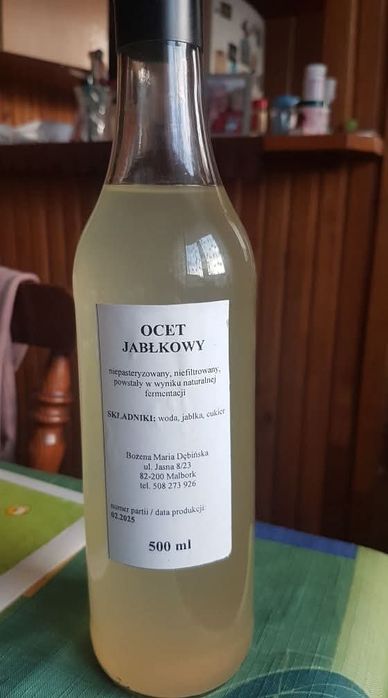 OCET
JABŁKOWY
niepasteryzowany, niefiltrowany,
powstały w wyniku naturalnej
fermentacji
SKŁADNIKI: woda, jabłka, cukier
Bożena Maria Dębińska
ul. Jasna 8/23
82-200 Malbork
tel. 508 273 926
numer partii / data produkcji:
02.2025
500 ml